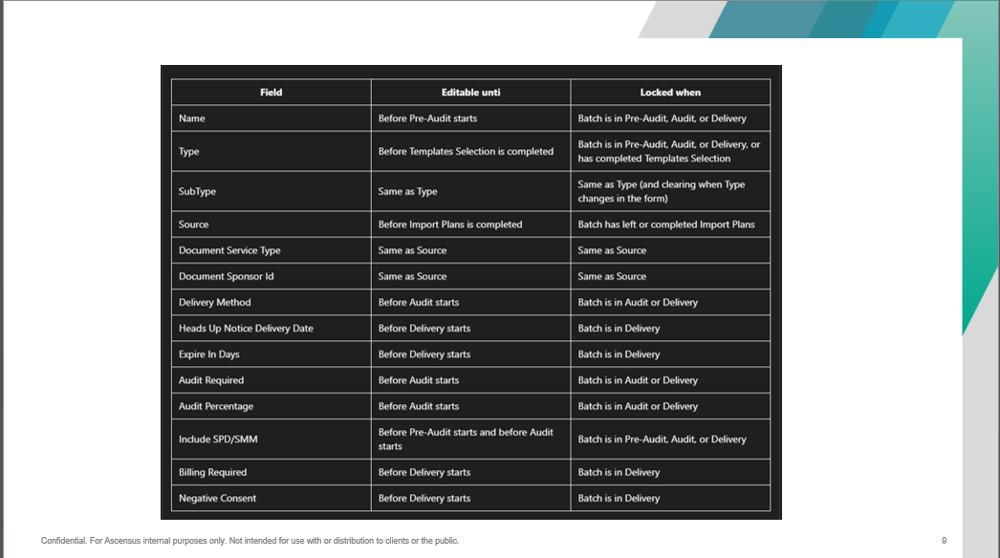 Field Editable unti Locked when
Name Before Pre-Audit starts Batch is in Pre-Audit, Audit, or Delivery
Type Before Templates Selection is completed Batch is in Pre-Audit, Audit, or Delivery, or
has completed Templates Selection
SubType Same as Type Same as Type (and clearing when Type
changes in the form)
Source Before Import Plans is completed Batch has left or completed Import Plans
Document Service Type Same as Source Same as Source
Document Sponsor Id Same as Source Same as Source
Delivery Method Before Audit starts Batch is in Audit or Delivery
Heads Up Notice Delivery Date Before Delivery starts Batch is in Delivery
Expire In Days Before Delivery starts Batch is in Delivery
Audit Required Before Audit starts Batch is in Audit or Delivery
Audit Percentage Before Audit starts Batch is in Audit or Delivery
Include SPD/SMM Before Pre-Audit starts and before Audit
starts Batch is in Pre-Audit, Audit, or Delivery
Billing Required Before Delivery starts Batch is in Delivery
Negative Consent Before Delivery starts Batch is in Delivery
Confidential. For Ascensus internal purposes only. Not intended for use with or distribution to clients or the public. 9